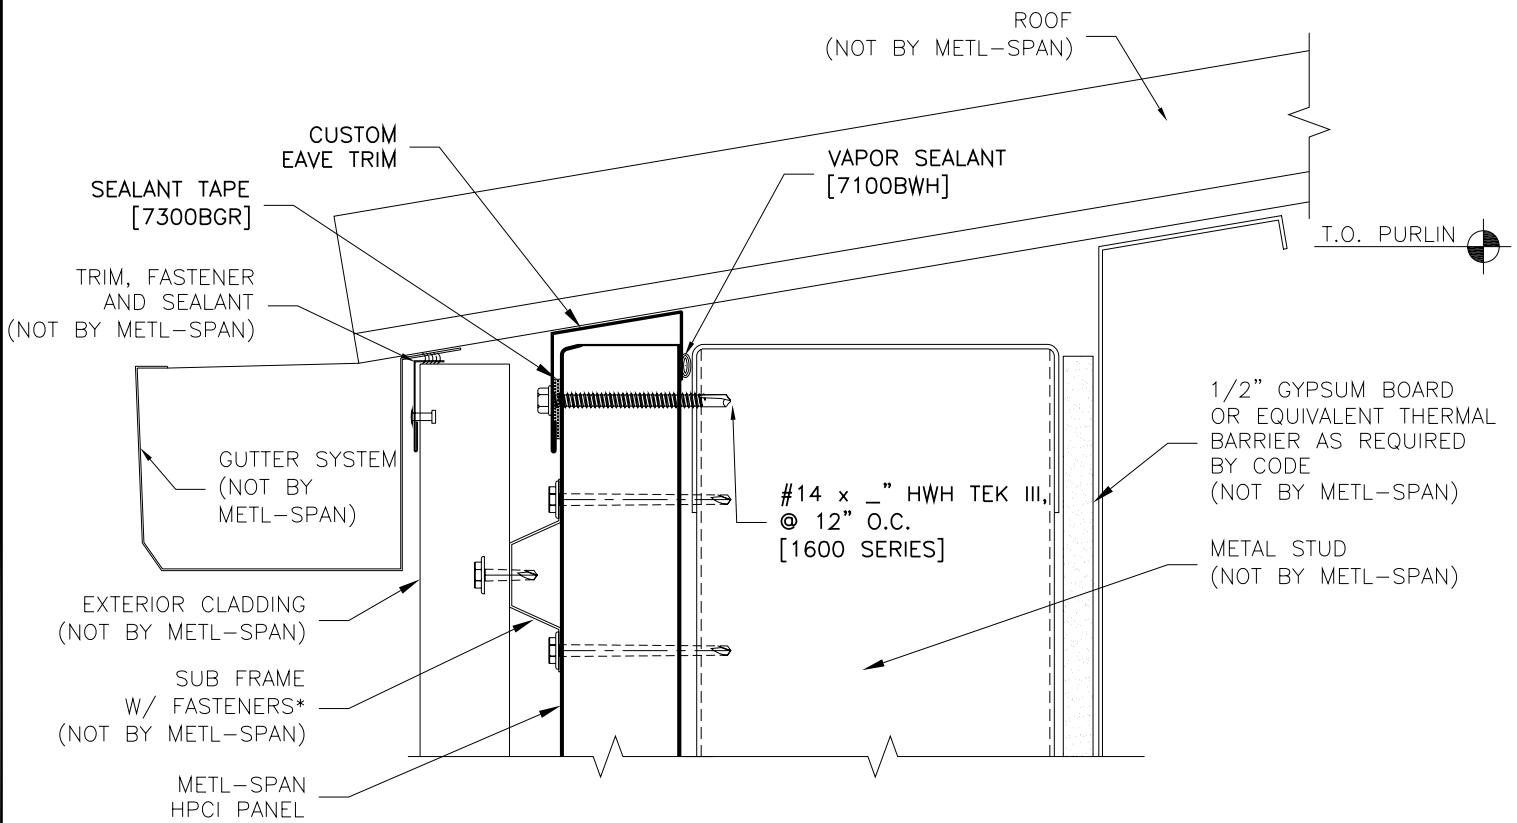 ROOF
(NOT BY METL-SPAN)
CUSTOM
EAVE TRIM
VAPOR SEALANT
[7100BWH]
SEALANT TAPE
[7300BGR]
T.O. PURLIN
TRIM, FASTENER
AND SEALANT
(NOT BY METL-SPAN)
1/2" GYPSUM BOARD
OR EQUIVALENT THERMAL
BARRIER AS REQUIRED
BY CODE
(NOT BY METL-SPAN)
GUTTER SYSTEM
(NOT BY
METL-SPAN)
#14 x _" HWH TEK III,
@ 12" O.C.
[1600 SERIES]
METAL STUD
(NOT BY METL-SPAN)
EXTERIOR CLADDING
(NOT BY METL-SPAN)
SUB FRAME
W/ FASTENERS*
(NOT BY METL-SPAN)
METL-SPAN
HPCI PANEL